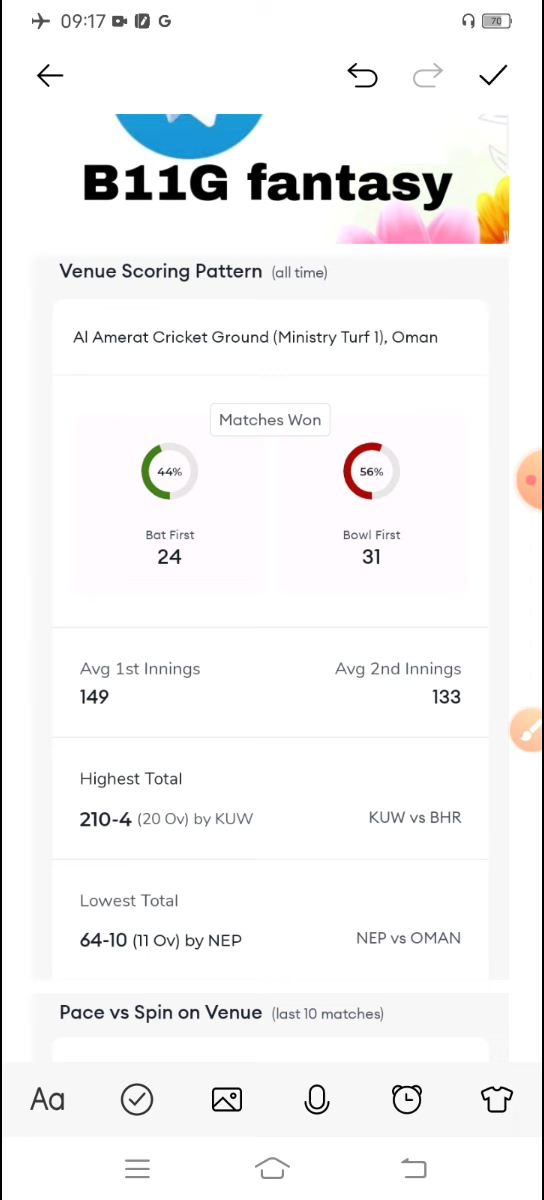 09:17 G 70
B11G fantasy
Venue Scoring Pattern (all time)
Al Amerat Cricket Ground (Ministry Turf 1), Oman
Matches Won
44% 56%
Bat First Bowl First
24 31
Avg 1st Innings Avg 2nd Innings
149 133
Highest Total
210-4 (20 Ov) by KUW KUW vs BHR
Lowest Total
64-10 (11 Ov) by NEP NEP vs OMAN
Pace vs Spin on Venue (last 10 matches)
Aa